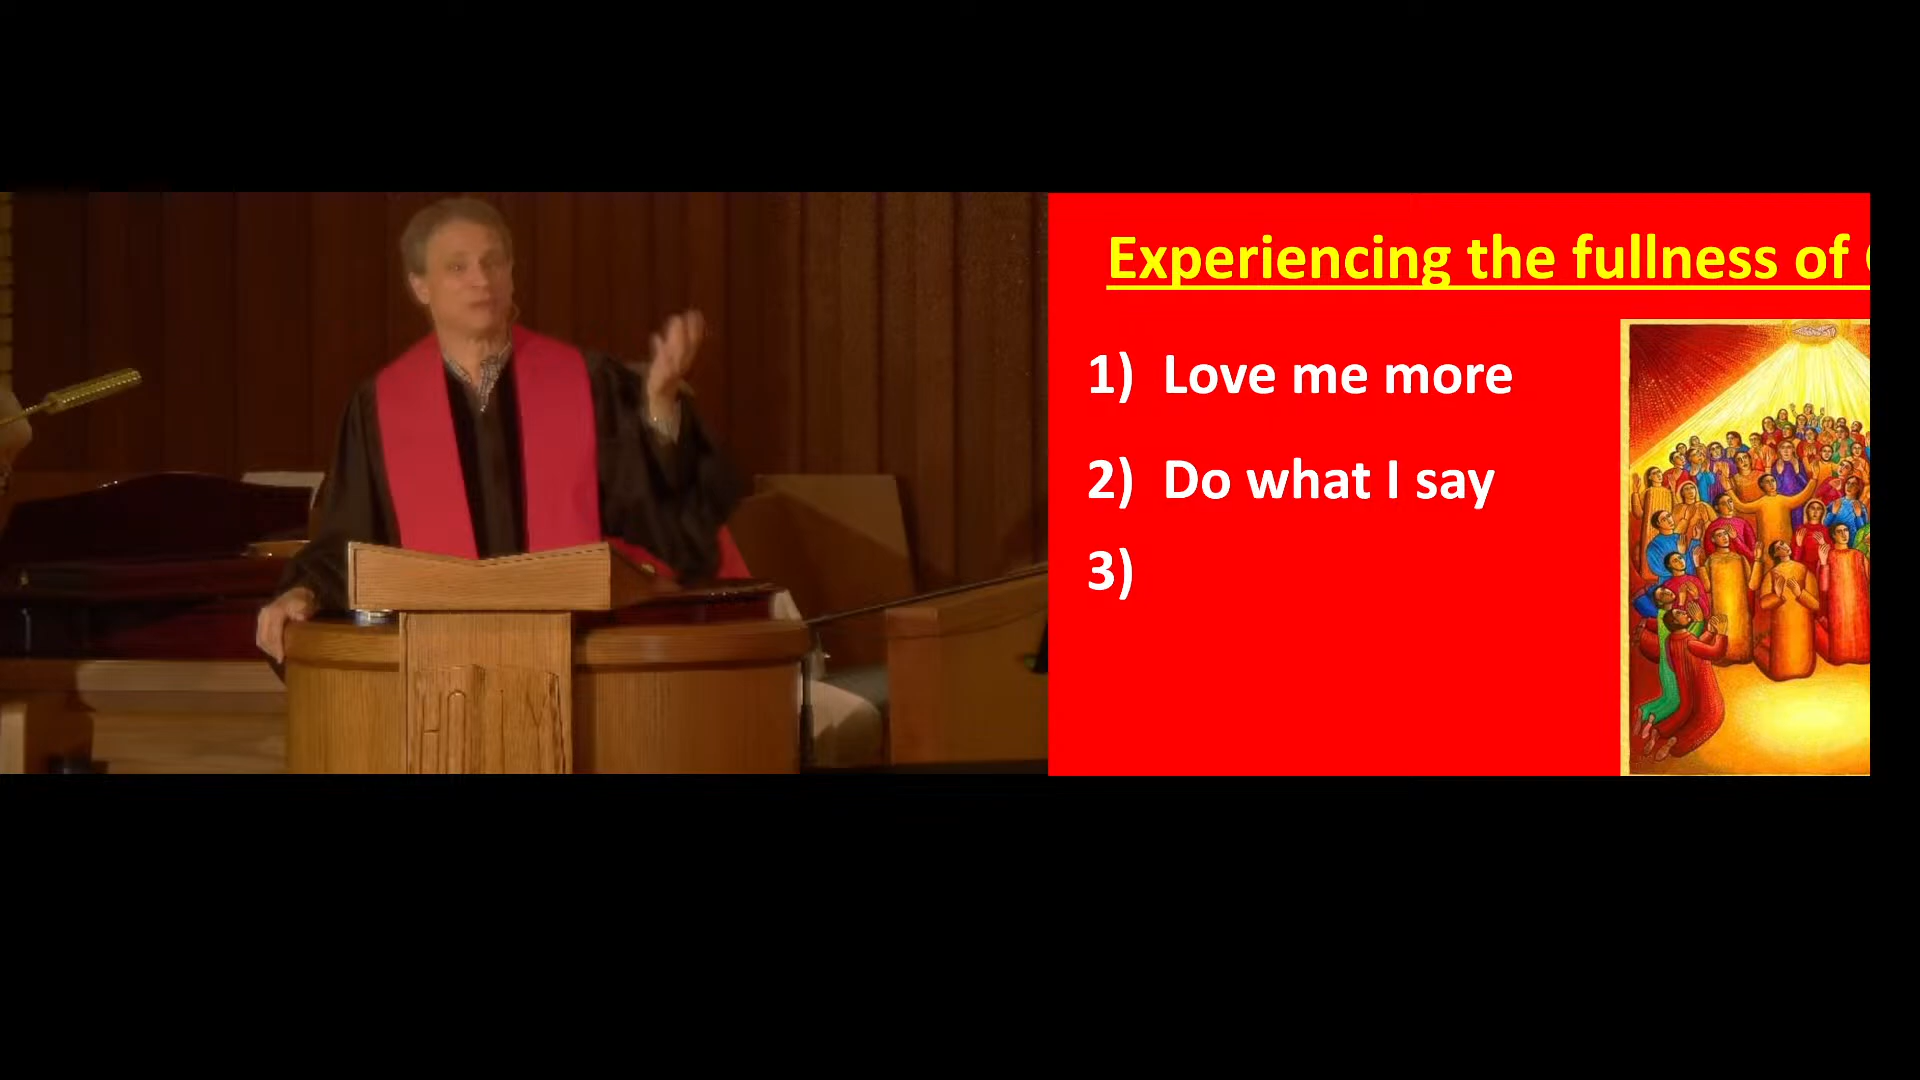 Experiencing the fullness of
1) Love me more
2) Do what I say
3)